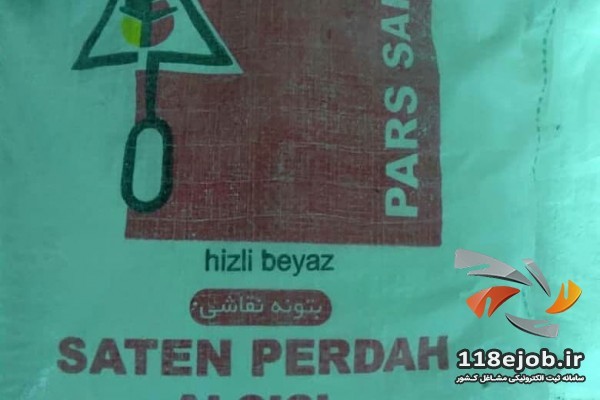 PARS SA
hizli beyaz
بتونه نقاشی
SATEN PERDAH
118ejob.ir
سامانه ثبت الکترونیکی مشاغل کشور